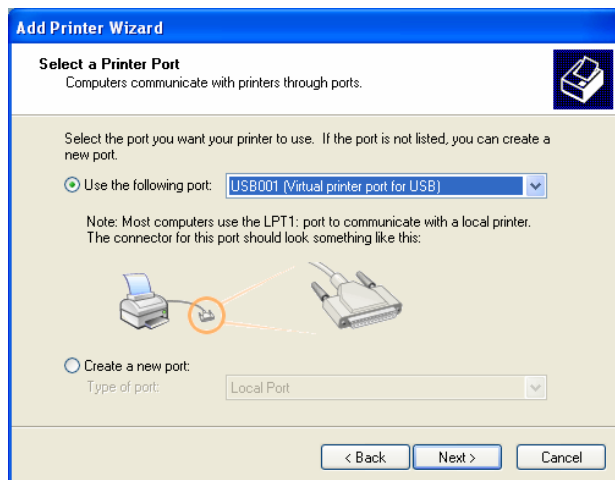 Add Printer Wizard
Select a Printer Port
Computers communicate with printers through ports.
Select the port you want your printer to use. If the port is not listed, you can create a
new port.
Use the following port: USB001 (Virtual printer port for USB)
Note: Most computers use the LPT1: port to communicate with a local printer.
The connector for this port should look something like this:
Create a new port:
Type of port: Local Port
< Back Next > Cancel